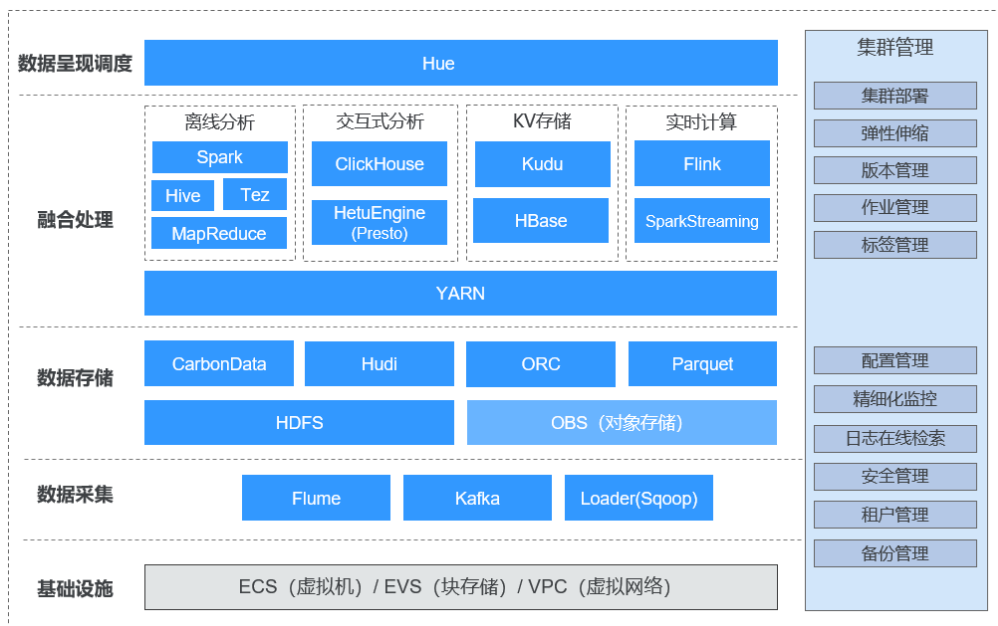 数据呈现调度
Hue
融合处理
离线分析
Spark
Hive
Tez
MapReduce
交互式分析
ClickHouse
HetuEngine
(Presto)
KV存储
Kudu
HBase
实时计算
Flink
SparkStreaming
YARN
数据存储
CarbonData
Hudi
ORC
Parquet
HDFS
OBS（对象存储）
数据采集
Flume
Kafka
Loader(Sqoop)
基础设施
ECS（虚拟机）/ EVS（块存储）/ VPC（虚拟网络）
集群管理
集群部署
弹性伸缩
版本管理
作业管理
标签管理
配置管理
精细化监控
日志在线检索
安全管理
租户管理
备份管理